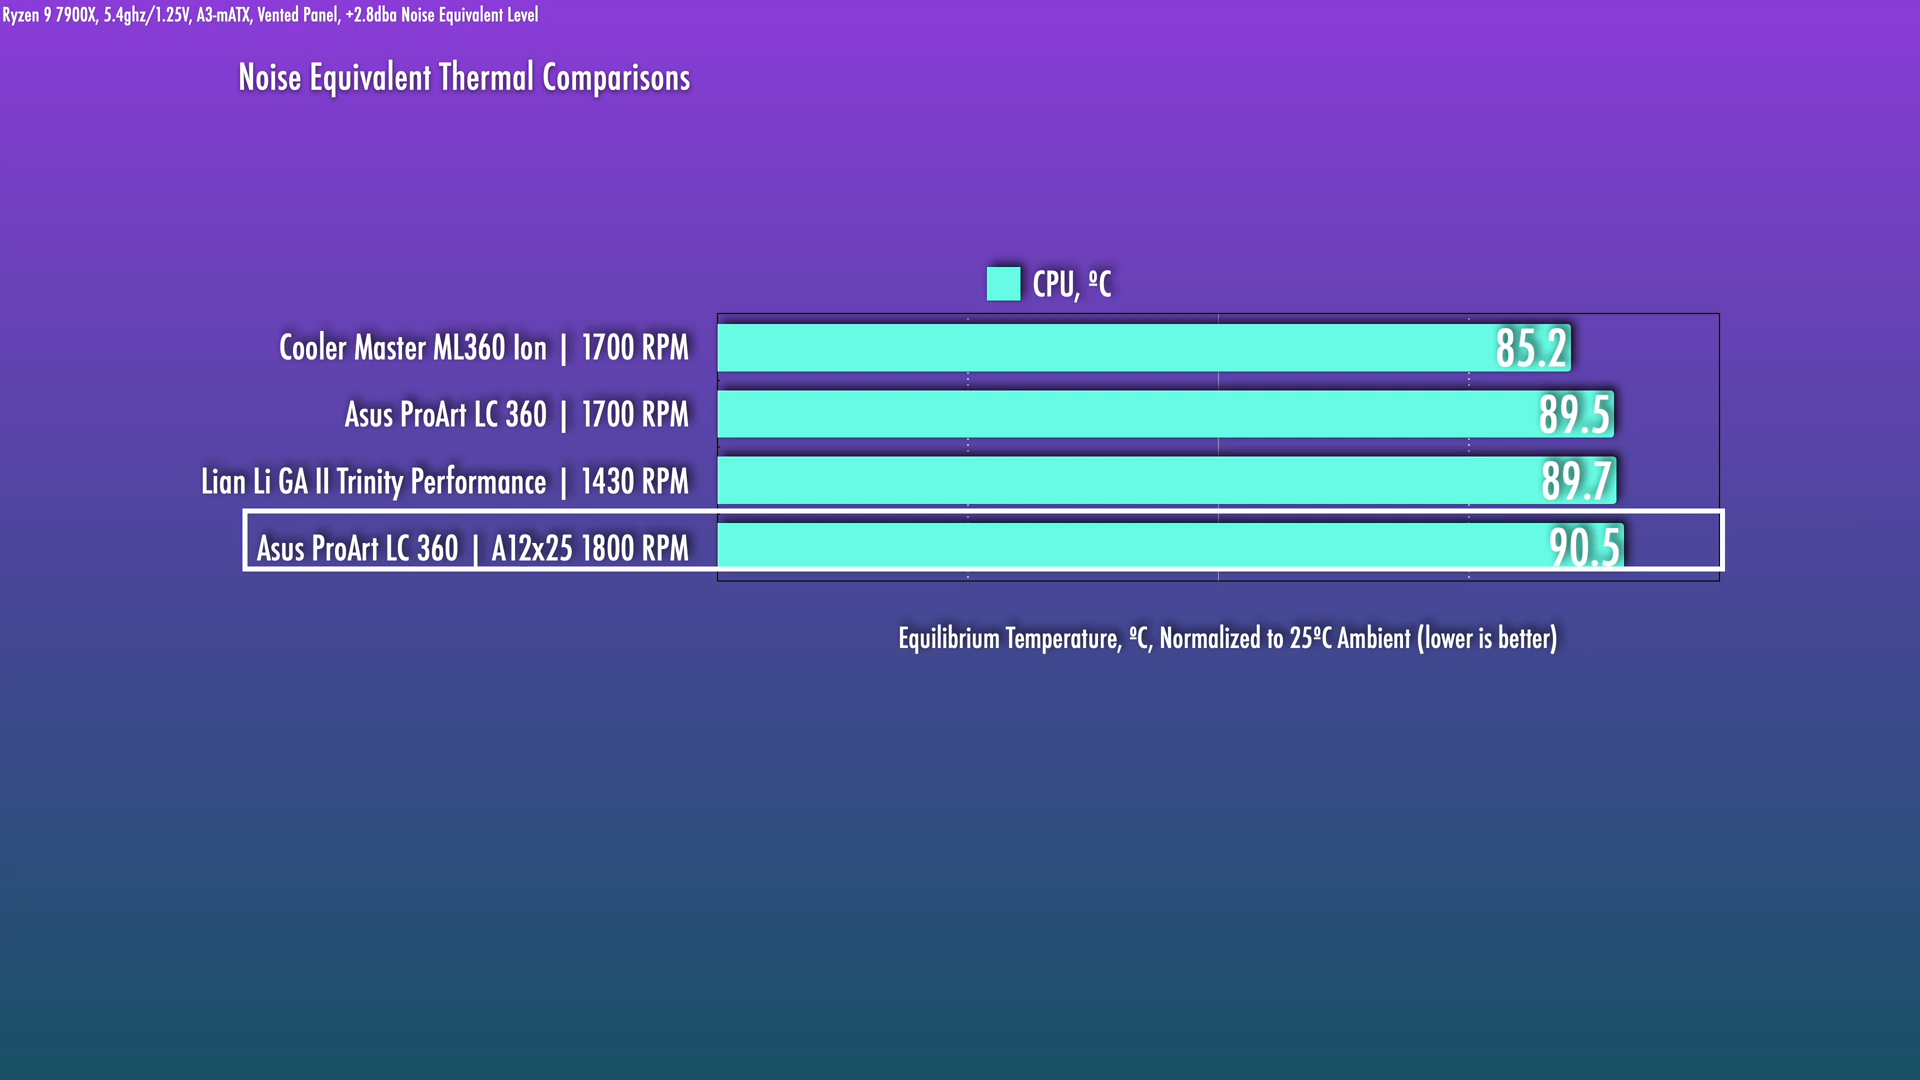 Ryzen 9 7900X, 5.4ghz/1.25V, A3-mATX, Vented Panel, +2.8dba Noise Equivalent Level
Noise Equivalent Thermal Comparisons
CPU, ºC
Cooler Master ML360 Ion | 1700 RPM 85.2
Asus ProArt LC 360 | 1700 RPM 89.5
Lian Li GA II Trinity Performance | 1430 RPM 89.7
Asus ProArt LC 360 | A12x25 1800 RPM 90.5
Equilibrium Temperature, ºC, Normalized to 25ºC Ambient (lower is better)